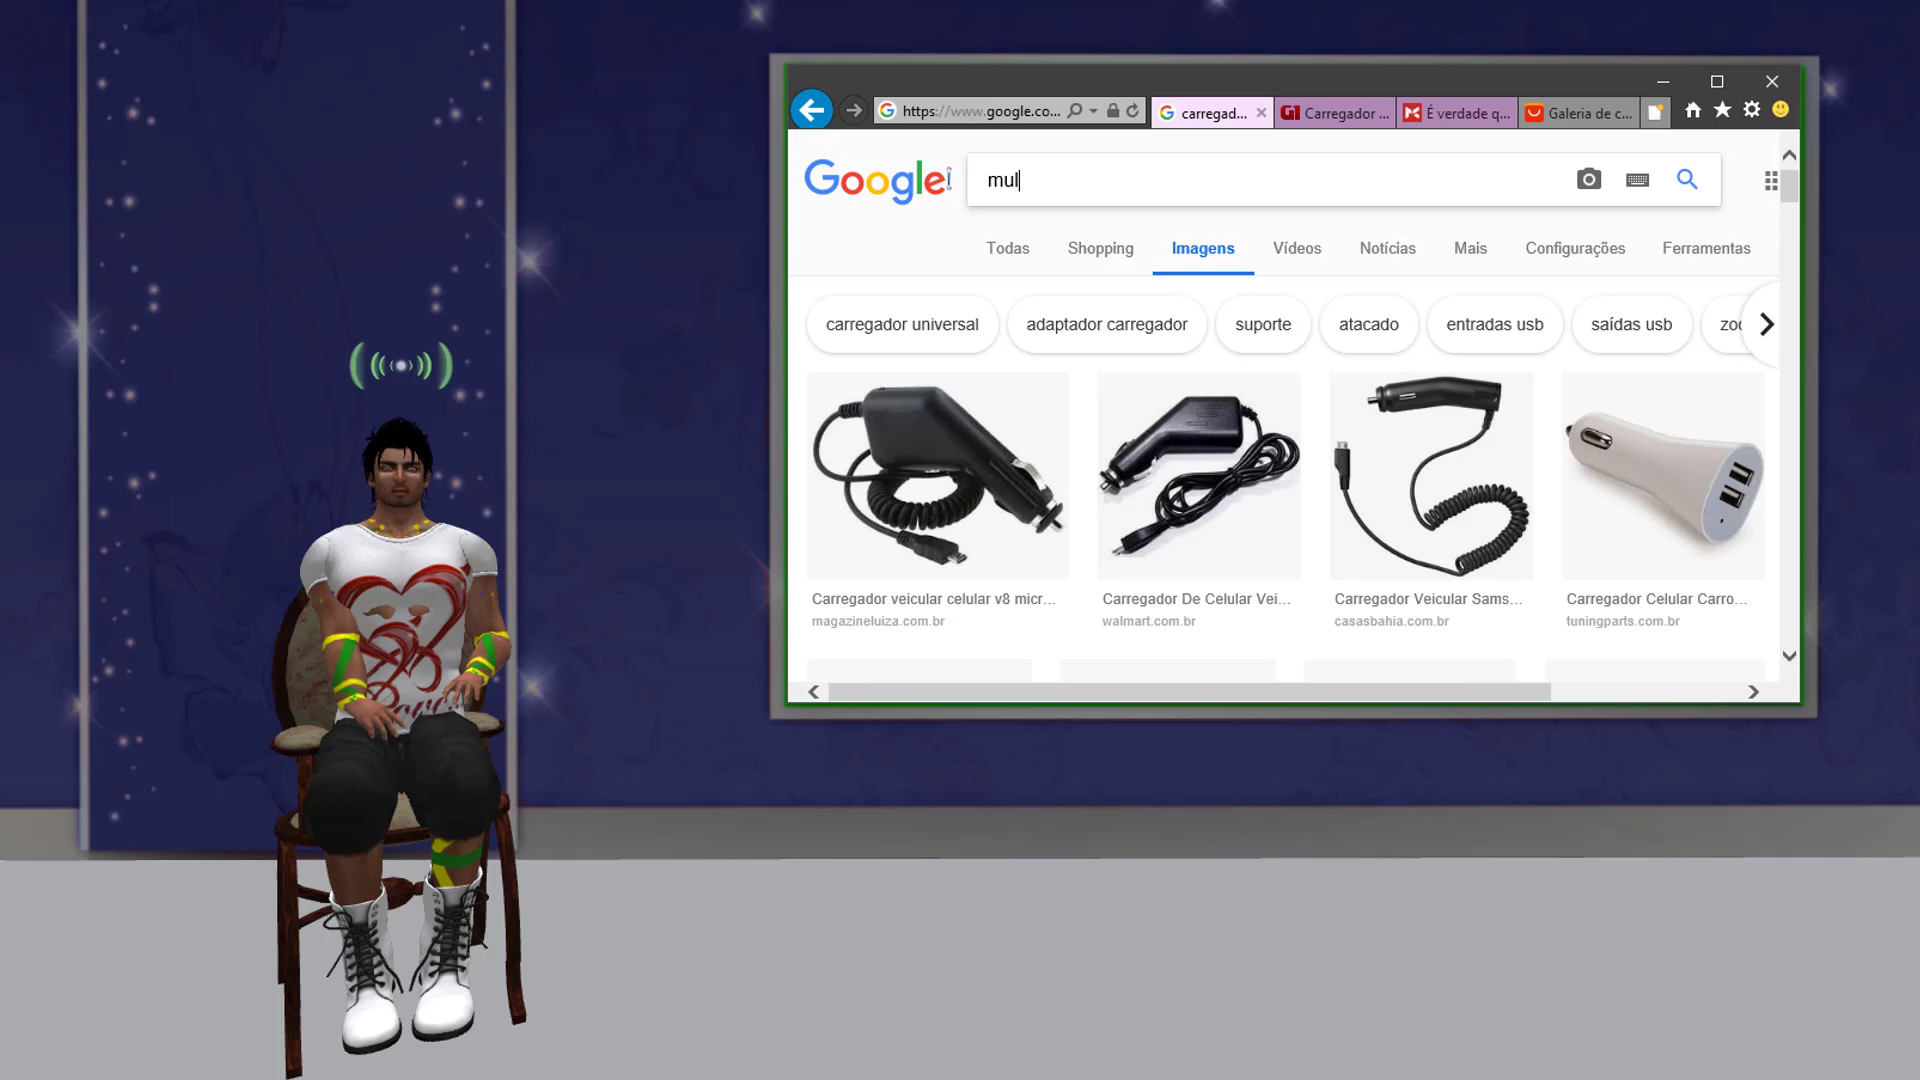 https://www.google.co...
carregad...
Carregador ...
É verdade q...
Galeria de c...
Google
mul
Todas
Shopping
Imagens
Vídeos
Notícias
Mais
Configurações
Ferramentas
carregador universal
adaptador carregador
suporte
atacado
entradas usb
saídas usb
Carregador veicular celular v8 micr...
magazineluiza.com.br
Carregador De Celular Vei...
walmart.com.br
Carregador Veicular Sams...
casasbahia.com.br
Carregador Celular Carro...
tuningparts.com.br